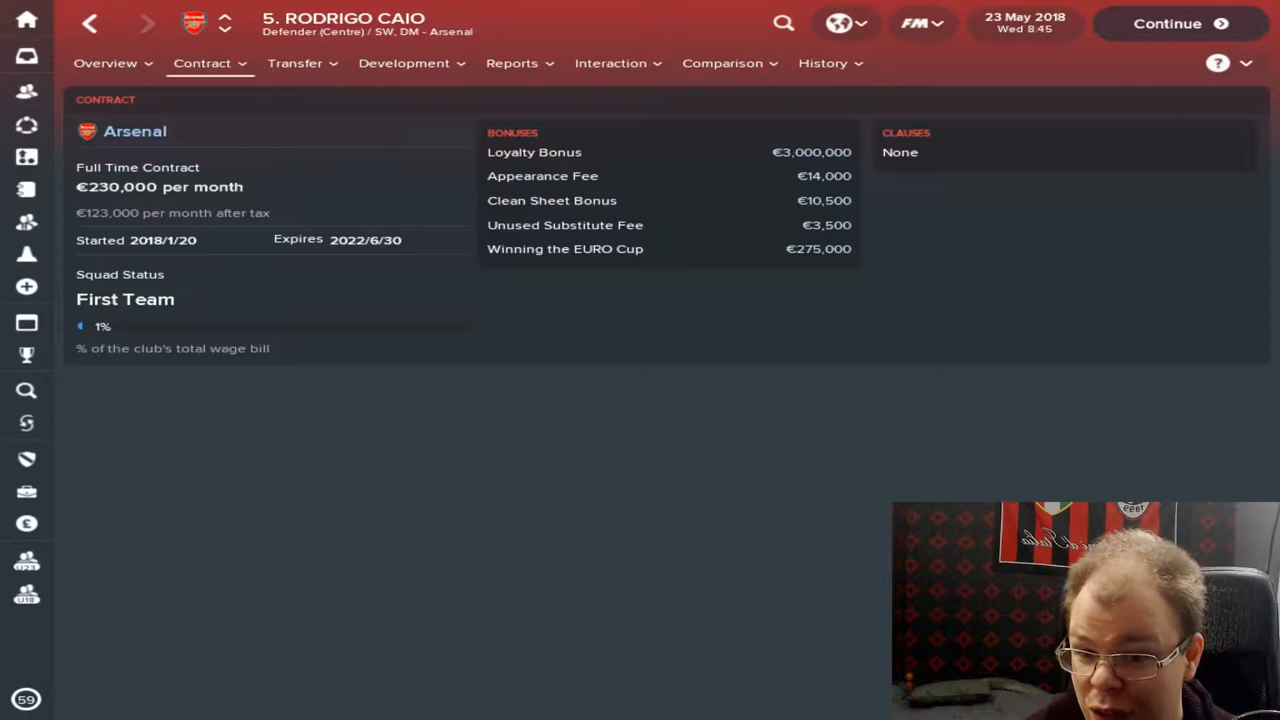 5. RODRIGO CAIO
Defender (Centre) / SW, DM - Arsenal
FM
23 May 2018
Wed 8:45
Continue
Overview
Contract
Transfer
Development
Reports
Interaction
Comparison
History
?
CONTRACT
Arsenal
Full Time Contract
€230,000 per month
€123,000 per month after tax
Started 2018/1/20
Expires 2022/6/30
Squad Status
First Team
1%
% of the club's total wage bill
BONUSES
Loyalty Bonus €3,000,000
Appearance Fee €14,000
Clean Sheet Bonus €10,500
Unused Substitute Fee €3,500
Winning the EURO Cup €275,000
CLAUSES
None
£
U23
U18
59
1899